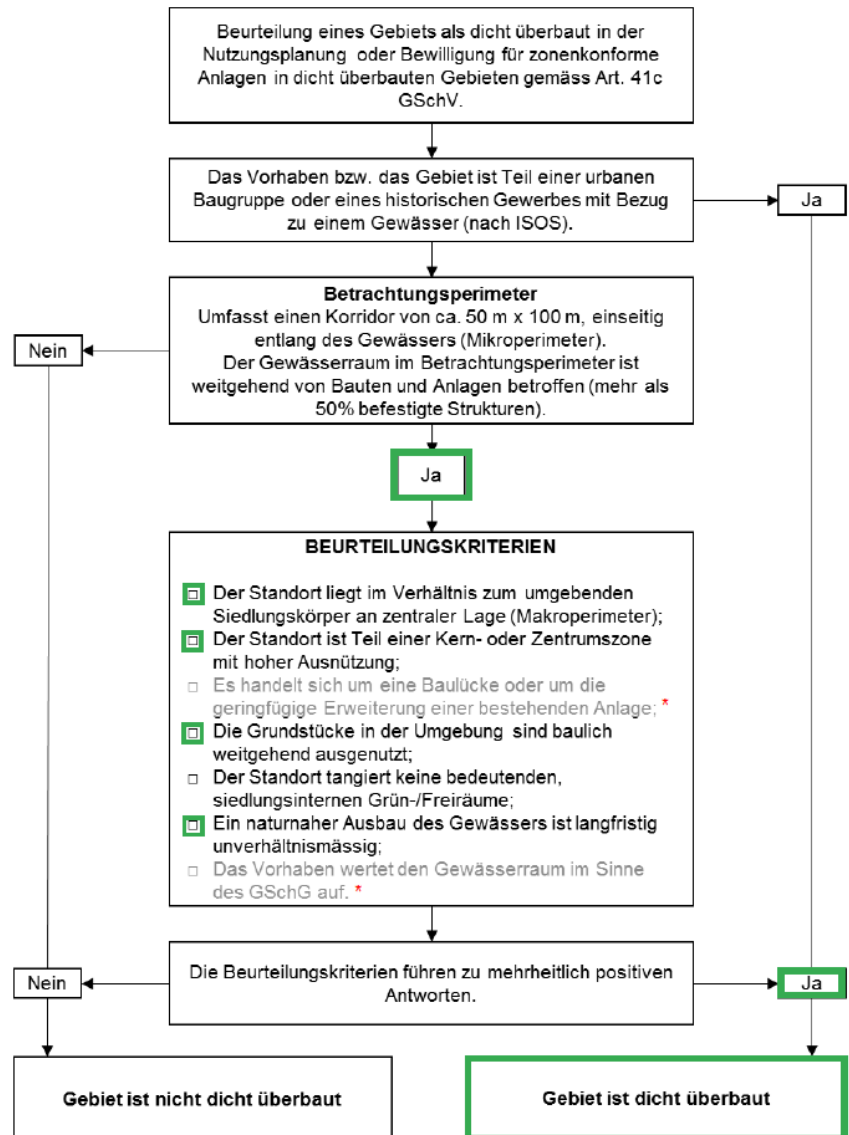 Beurteilung eines Gebiets als dicht überbaut in der
Nutzungsplanung oder Bewilligung für zonenkonforme
Anlagen in dicht überbauten Gebieten gemäss Art. 41c
GSchV.
Das Vorhaben bzw. das Gebiet ist Teil einer urbanen
Baugruppe oder eines historischen Gewerbes mit Bezug
zu einem Gewässer (nach ISOS).
Ja
Betrachtungsperimeter
Umfasst einen Korridor von ca. 50 m x 100 m, einseitig
entlang des Gewässers (Mikroperimeter).
Der Gewässerraum im Betrachtungsperimeter ist
weitgehend von Bauten und Anlagen betroffen (mehr als
50% befestigte Strukturen).
Nein
Ja
BEURTEILUNGSKRITERIEN
□ Der Standort liegt im Verhältnis zum umgebenden
Siedlungskörper an zentraler Lage (Makroperimeter);
□ Der Standort ist Teil einer Kern- oder Zentrumszone
mit hoher Ausnützung;
□ Es handelt sich um eine Baulücke oder um die
geringfügige Erweiterung einer bestehenden Anlage; *
□ Die Grundstücke in der Umgebung sind baulich
weitgehend ausgenutzt;
□ Der Standort tangiert keine bedeutenden,
siedlungsinternen Grün-/Freiräume;
□ Ein naturnaher Ausbau des Gewässers ist langfristig
unverhältnismässig;
□ Das Vorhaben wertet den Gewässerraum im Sinne
des GSchG auf. *
Nein
Die Beurteilungskriterien führen zu mehrheitlich positiven
Antworten.
Ja
Gebiet ist nicht dicht überbaut
Gebiet ist dicht überbaut